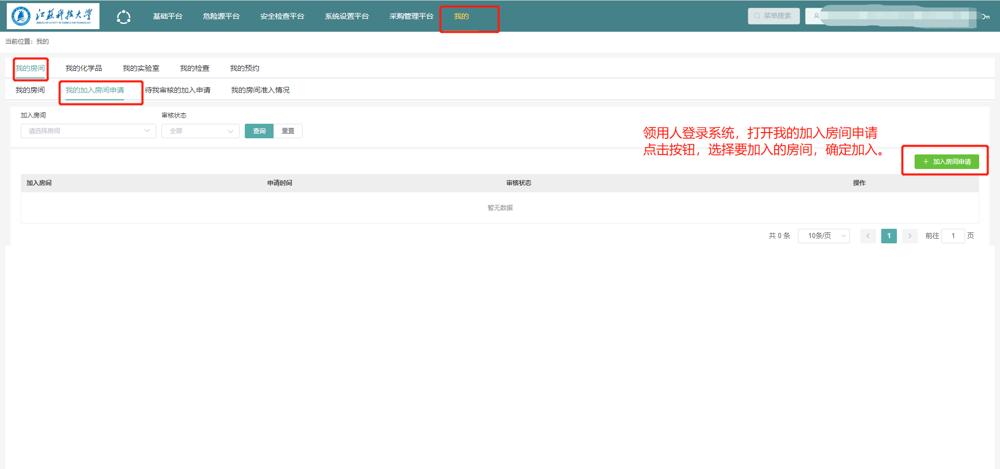 江苏科技大学
JIANGSU UNIVERSITY OF SCIENCE AND TECHNOLOGY
基础平台
危险源平台
安全检查平台
系统设置平台
采购管理平台
我的
菜单搜索
当前位置：我的
我的房间
我的化学品
我的实验室
我的检查
我的预约
我的房间
我的加入房间申请
待我审核的加入申请
我的房间准入情况
加入房间
审核状态
请选择房间
全部
查询
重置
领用人登录系统，打开我的加入房间申请
点击按钮，选择要加入的房间，确定加入。
+ 加入房间申请
加入房间
申请时间
审核状态
操作
暂无数据
共 0 条
10条/页
1
前往 1 页